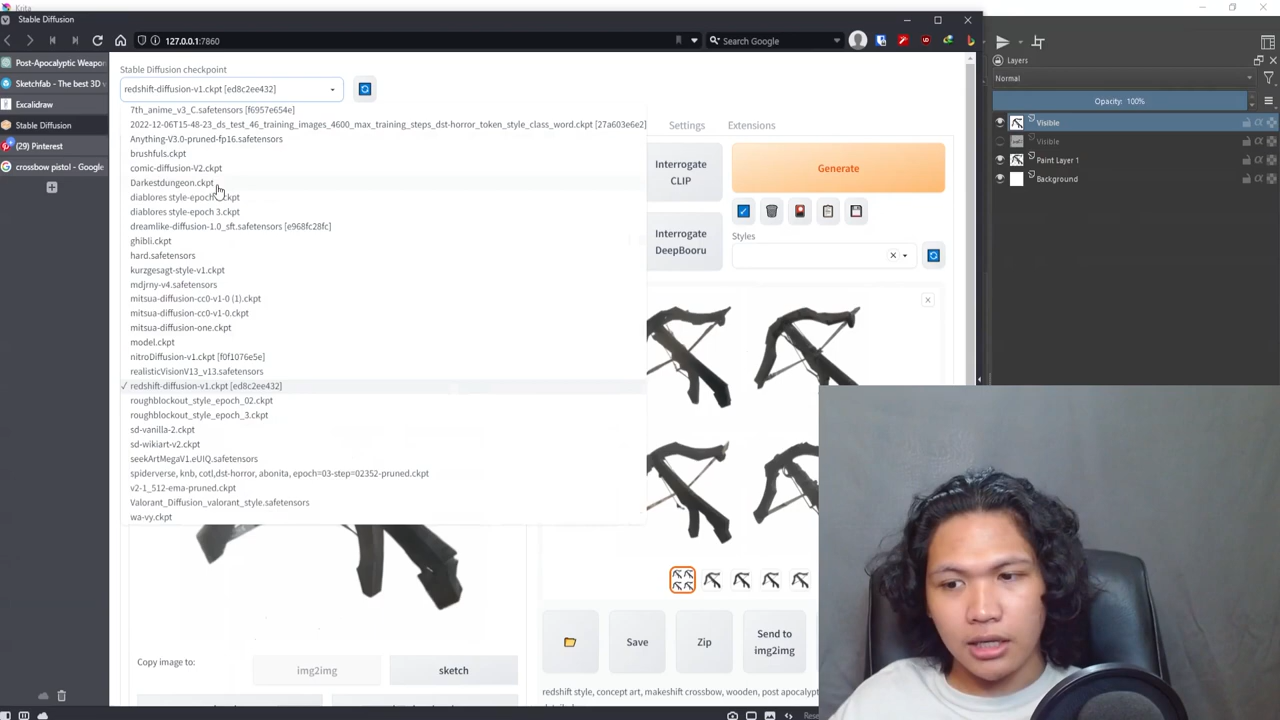 Krita
Stable Diffusion
127.0.0.1:7860
Search Google
Post-Apocalyptic Weapo
Sketchfab - The best 3D v
Excalidraw
Stable Diffusion
(29) Pinterest
crossbow pistol - Google
Stable Diffusion checkpoint
redshift-diffusion-v1.ckpt [ed8c2ee432]
7th_anime_v3_C.safetensors [f6957e654e]
2022-12-06T15-48-23_ds_test_46_training_images_4600_max_training_steps_dst-horror_token_style_class_word.ckpt [27a603e6e2]
Anything-V3.0-pruned-fp16.safetensors
brushfuls.ckpt
comic-diffusion-V2.ckpt
Darkestdungeon.ckpt
diablores style-epoch ckpt
diablores style-epoch 3.ckpt
dreamlike-diffusion-1.0_sft.safetensors [e968fc28fc]
ghibli.ckpt
hard.safetensors
kurzgesagt-style-v1.ckpt
mdjrny-v4.safetensors
mitsua-diffusion-cc0-v1-0 (1).ckpt
mitsua-diffusion-cc0-v1-0.ckpt
mitsua-diffusion-one.ckpt
model.ckpt
nitroDiffusion-v1.ckpt [f0f1076e5e]
realisticVisionV13_v13.safetensors
redshift-diffusion-v1.ckpt [ed8c2ee432]
roughblockout_style_epoch_02.ckpt
roughblockout_style_epoch_3.ckpt
sd-vanilla-2.ckpt
sd-wikiart-v2.ckpt
seekArtMegaV1.eUIQ.safetensors
spiderverse, knb, cotl,dst-horror, abonita, epoch=03-step=02352-pruned.ckpt
v2-1_512-ema-pruned.ckpt
Valorant_Diffusion_valorant_style.safetensors
wa-vy.ckpt
Settings
Extensions
Interrogate CLIP
Generate
Interrogate DeepBooru
Styles
Copy image to:
img2img
sketch
Save
Zip
Send to img2img
redshift style, concept art, makeshift crossbow, wooden, post apocalypt
Layers
Normal
Opacity: 100%
Visible
Visible
Paint Layer 1
Background